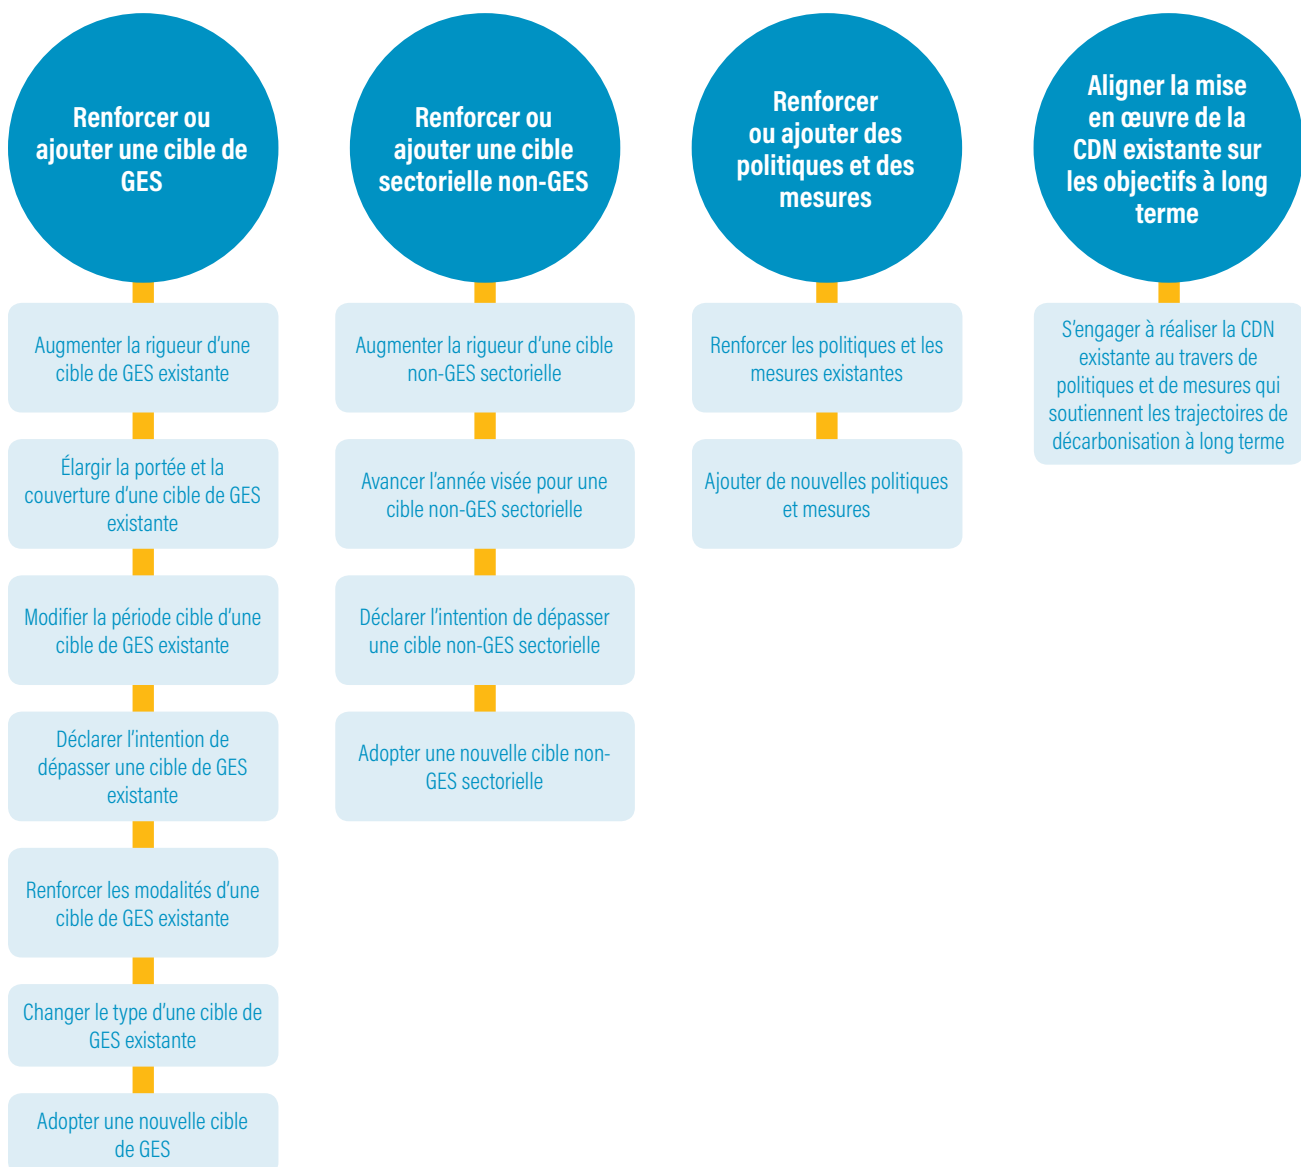 Renforcer ou
ajouter une cible de
GES
Augmenter la rigueur d’une
cible de GES existante
Élargir la portée et la
couverture d’une cible de GES
existante
Modifier la période cible d’une
cible de GES existante
Déclarer l’intention de
dépasser une cible de GES
existante
Renforcer les modalités d’une
cible de GES existante
Changer le type d’une cible de
GES existante
Adopter une nouvelle cible
de GES
Renforcer ou
ajouter une cible
sectorielle non-GES
Augmenter la rigueur d’une cible
non-GES sectorielle
Avancer l’année visée pour une
cible non-GES sectorielle
Déclarer l’intention de dépasser
une cible non-GES sectorielle
Adopter une nouvelle cible non-
GES sectorielle
Renforcer
ou ajouter des
politiques et des
mesures
Renforcer les politiques et les
mesures existantes
Ajouter de nouvelles politiques
et mesures
Aligner la mise
en œuvre de la
CDN existante sur
les objectifs à long
terme
S’engager à réaliser la CDN
existante au travers de
politiques et de mesures qui
soutiennent les trajectoires de
décarbonisation à long terme